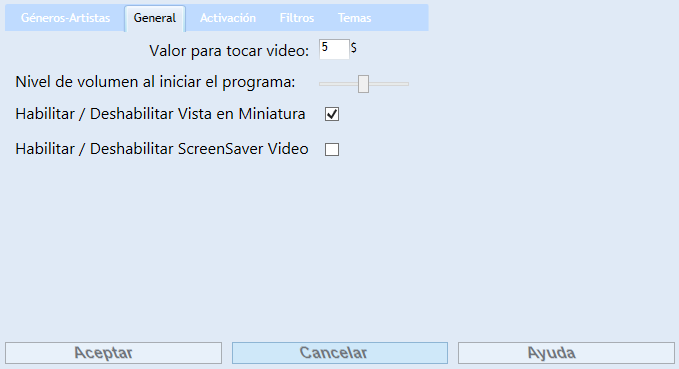 Géneros-Artistas General Activación Filtros Temas
Valor para tocar video: 5 $
Nivel de volumen al iniciar el programa:
Habilitar / Deshabilitar Vista en Miniatura
Habilitar / Deshabilitar ScreenSaver Video
Aceptar Cancelar Ayuda